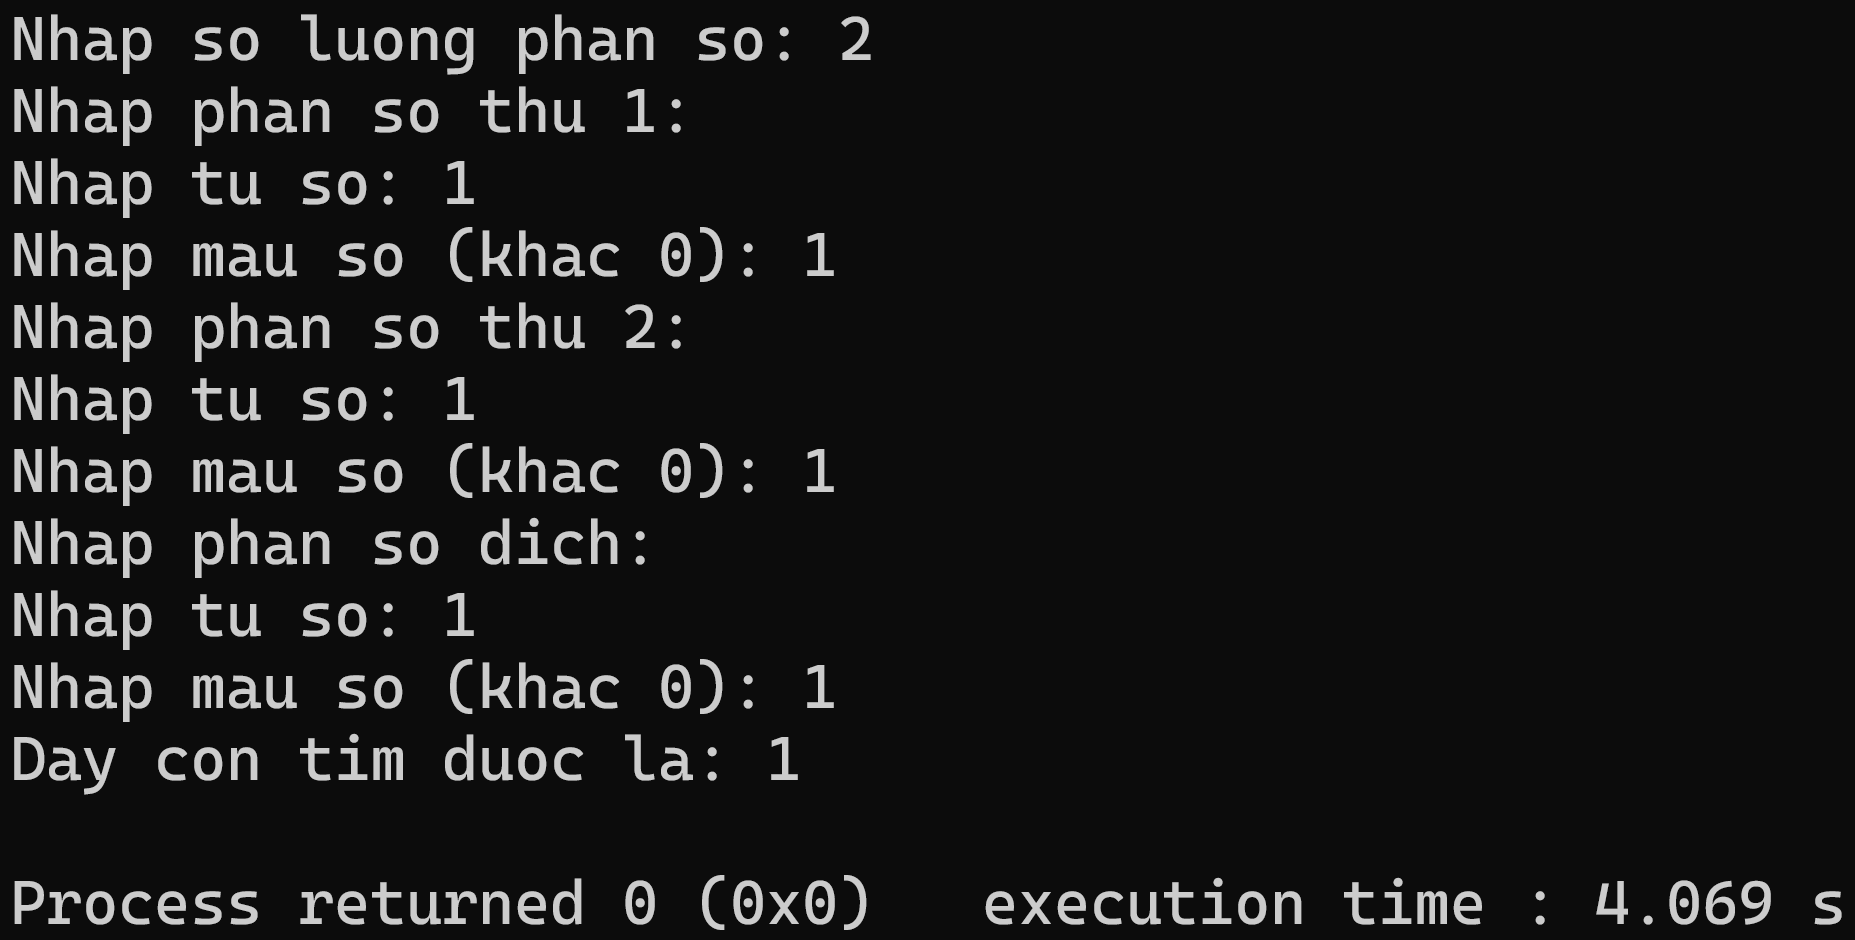 Nhap so luong phan so: 2
Nhap phan so thu 1:
Nhap tu so: 1
Nhap mau so (khac 0): 1
Nhap phan so thu 2:
Nhap tu so: 1
Nhap mau so (khac 0): 1
Nhap phan so dich:
Nhap tu so: 1
Nhap mau so (khac 0): 1
Day con tim duoc la: 1
Process returned 0 (0x0)   execution time : 4.069 s